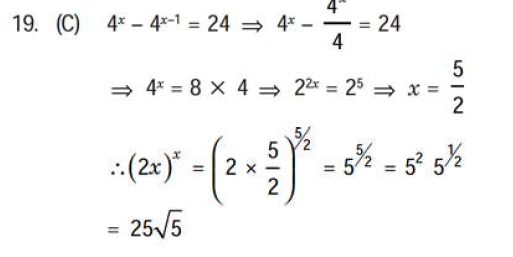 19. (C) 4ˣ – 4ˣ⁻¹ = 24 ⇒ 4ˣ – 4ˣ/4 = 24
⇒ 4ˣ = 8 × 4 ⇒ 2²ˣ = 2⁵ ⇒ x = 5/2
∴(2x)ˣ = (2 × 5/2)^5/2 = 5^5/2 = 5² 5^1/2
= 25√5